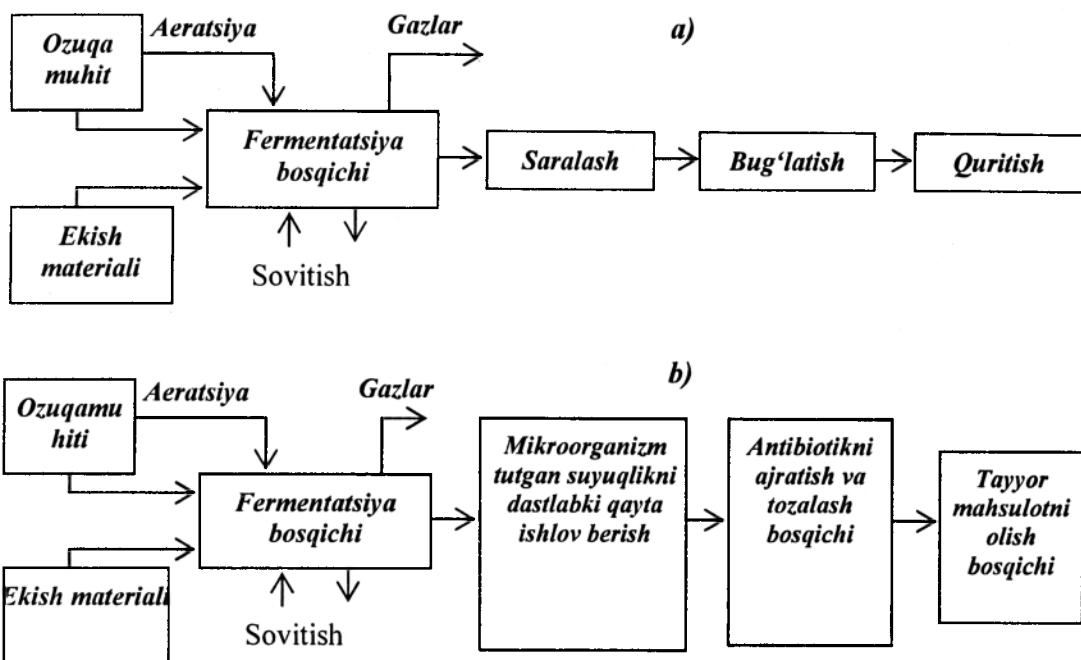 Ozuqa
muhit
Aeratsiya
Gazlar
a)
Fermentatsiya
bosqichi
Saralash
Bug‘latish
Quritish
Ekish
materiali
Sovitish
Ozuqamu
hiti
Aeratsiya
Gazlar
b)
Fermentatsiya
bosqichi
Mikroorganizm
tutgan suyuqlikni
dastlabki qayta
ishlov berish
Antibiotikni
ajratish va
tozalash
bosqichi
Tayyor
mahsulotni
olish
bosqichi
Ekish materiali
Sovitish